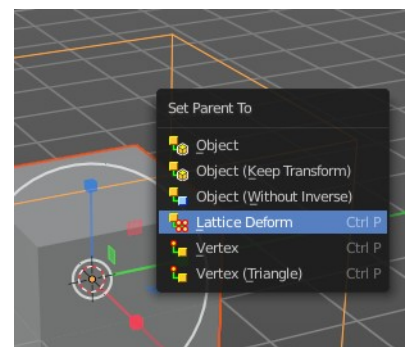 Set Parent To
Object
Object (Keep Transform)
Object (Without Inverse)
Lattice Deform Ctrl P
Vertex Ctrl P
Vertex (Triangle) Ctrl P